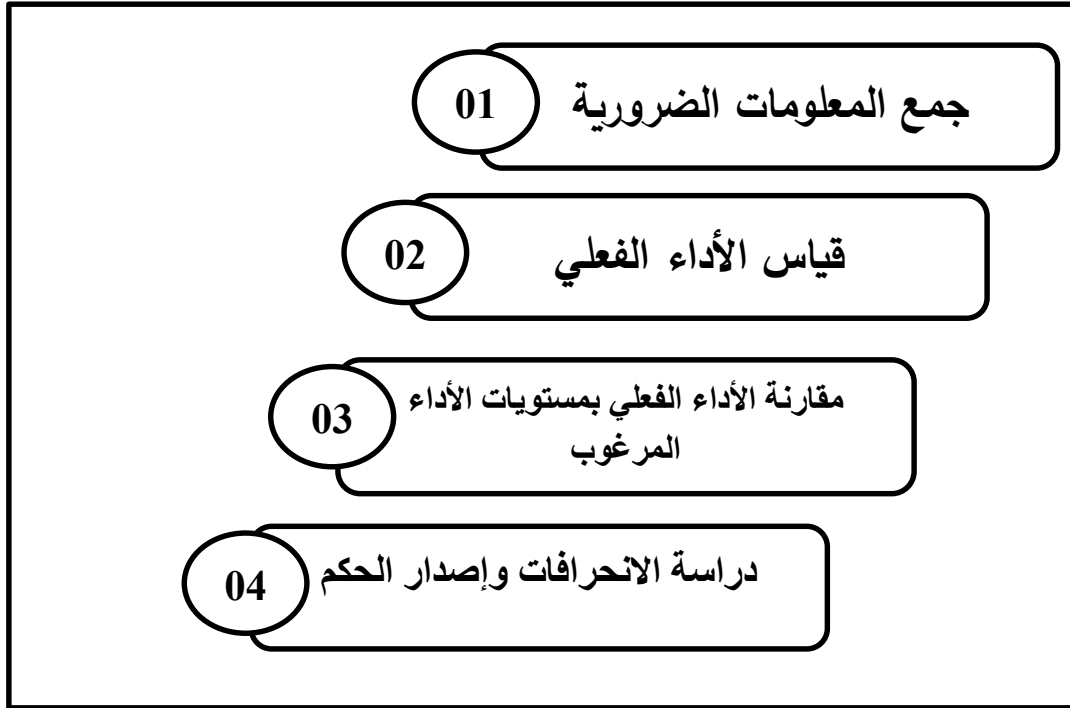 01 جمع المعلومات الضرورية
02 قياس الأداء الفعلي
03 مقارنة الأداء الفعلي بمستويات الأداء
المرغوب
04 دراسة الانحرافات وإصدار الحكم